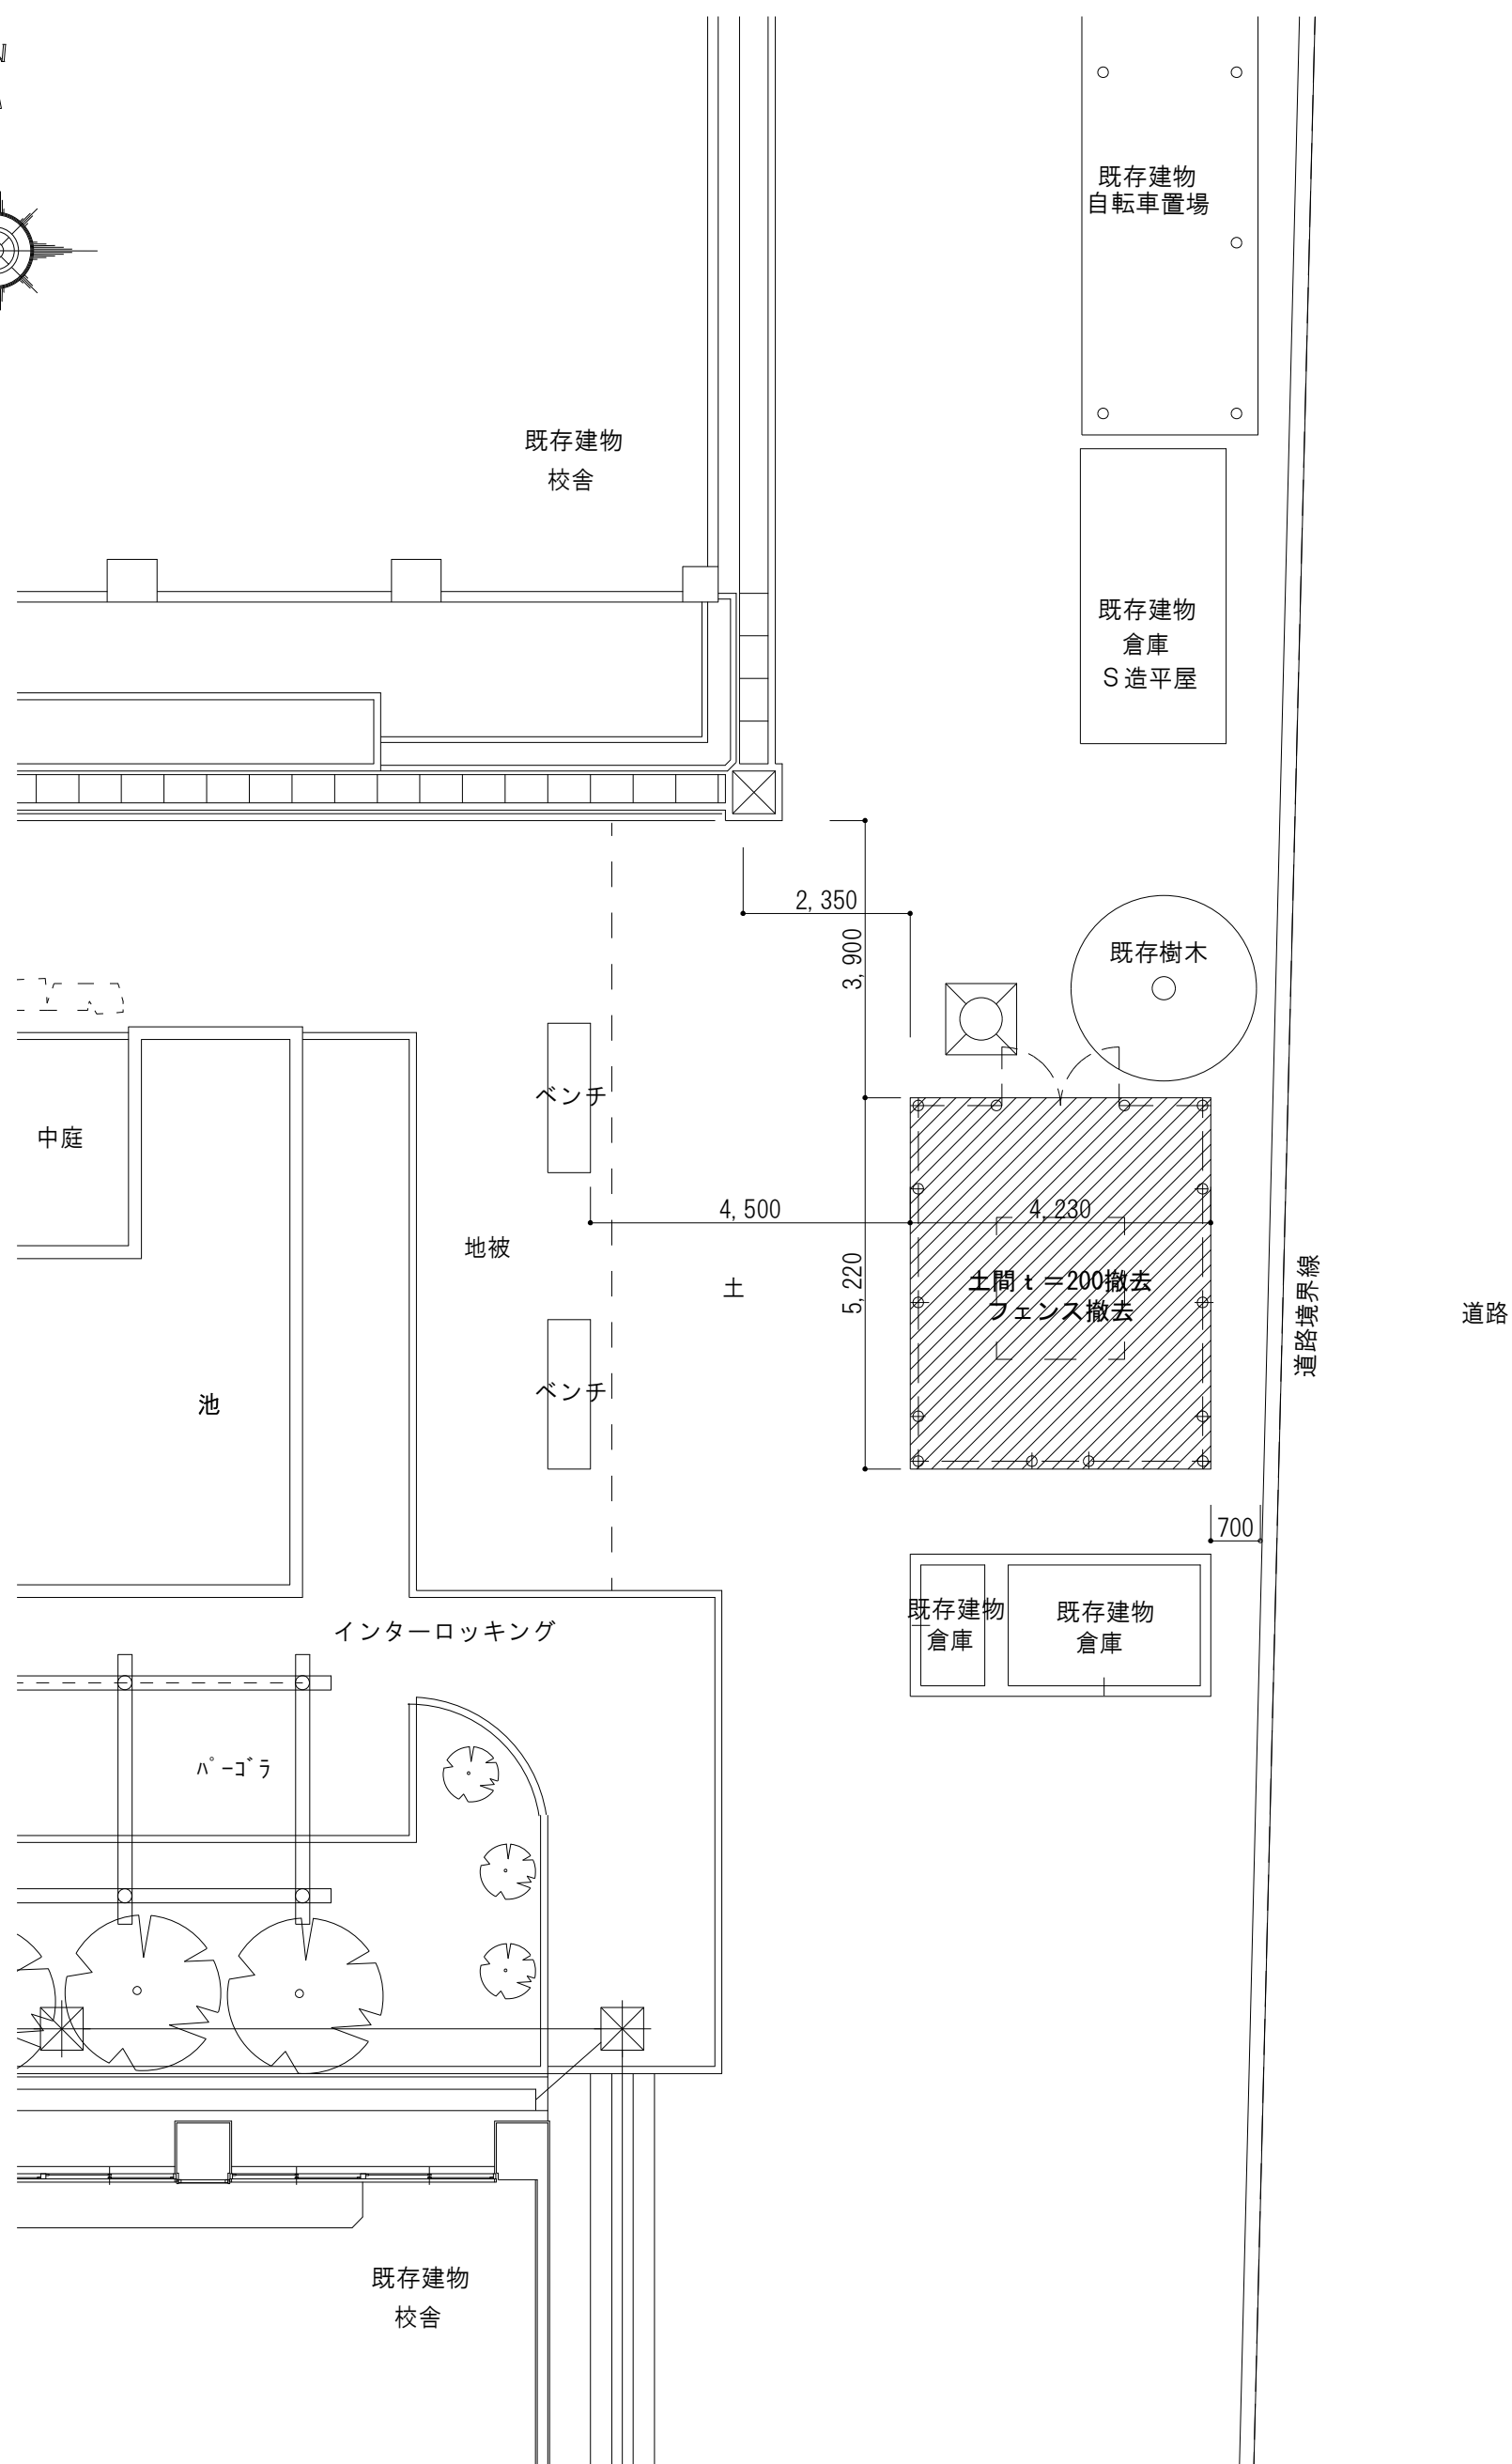 既存建物
自転車置場
既存建物
校舎
既存建物
倉庫
S造平屋
2,350
3,900
既存樹木
ベンチ
中庭
4,500
4,230
地被
5,220
土
土間t=200撤去
フェンス撤去
道路境界線
道路
ベンチ
池
700
既存建物
倉庫
既存建物
倉庫
インターロッキング
パーゴラ
既存建物
校舎